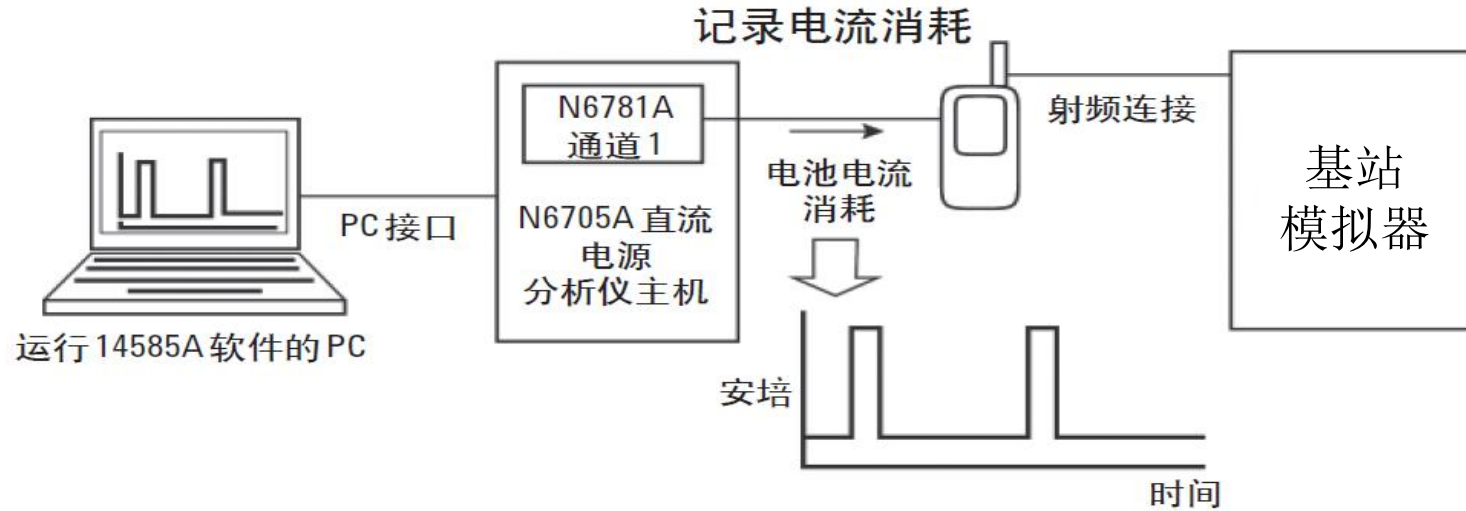 记录电流消耗
N6781A
通道1
射频连接
基站
模拟器
电池电流
消耗
PC接口
N6705A直流
电源
分析仪主机
运行14585A软件的PC
安培
时间